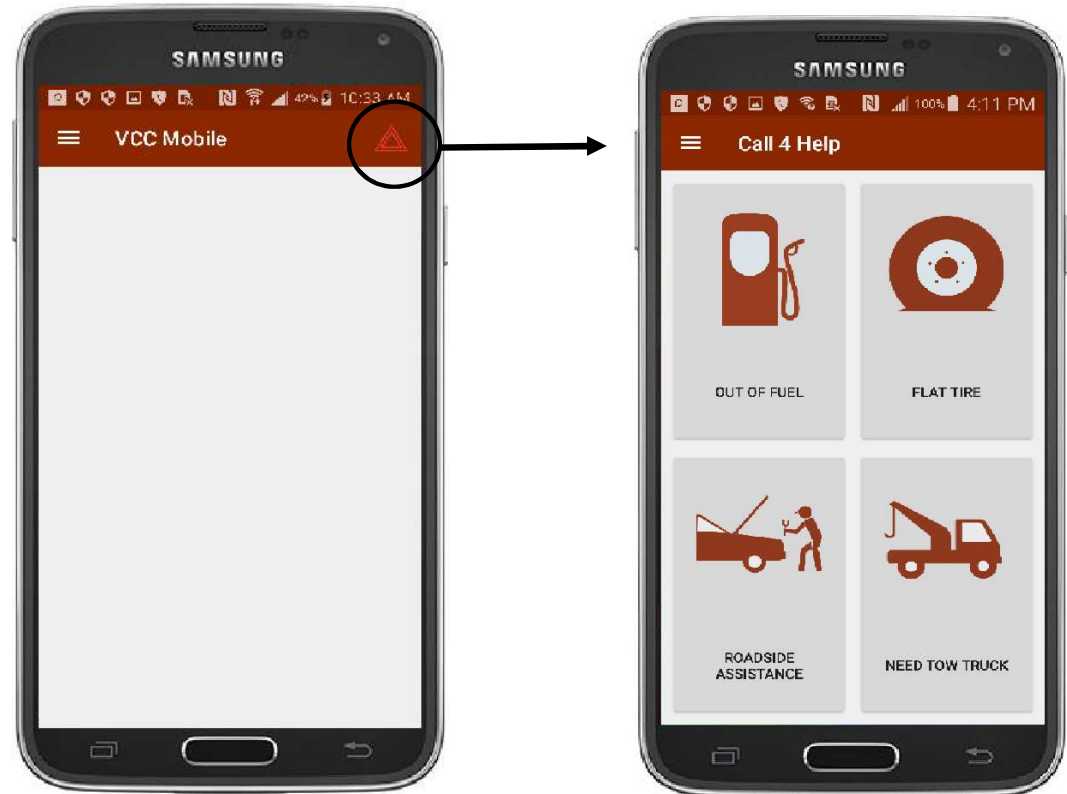 SAMSUNG
42% 10:33 AM
VCC Mobile
SAMSUNG
100% 4:11 PM
Call 4 Help
OUT OF FUEL
FLAT TIRE
ROADSIDE
ASSISTANCE
NEED TOW TRUCK